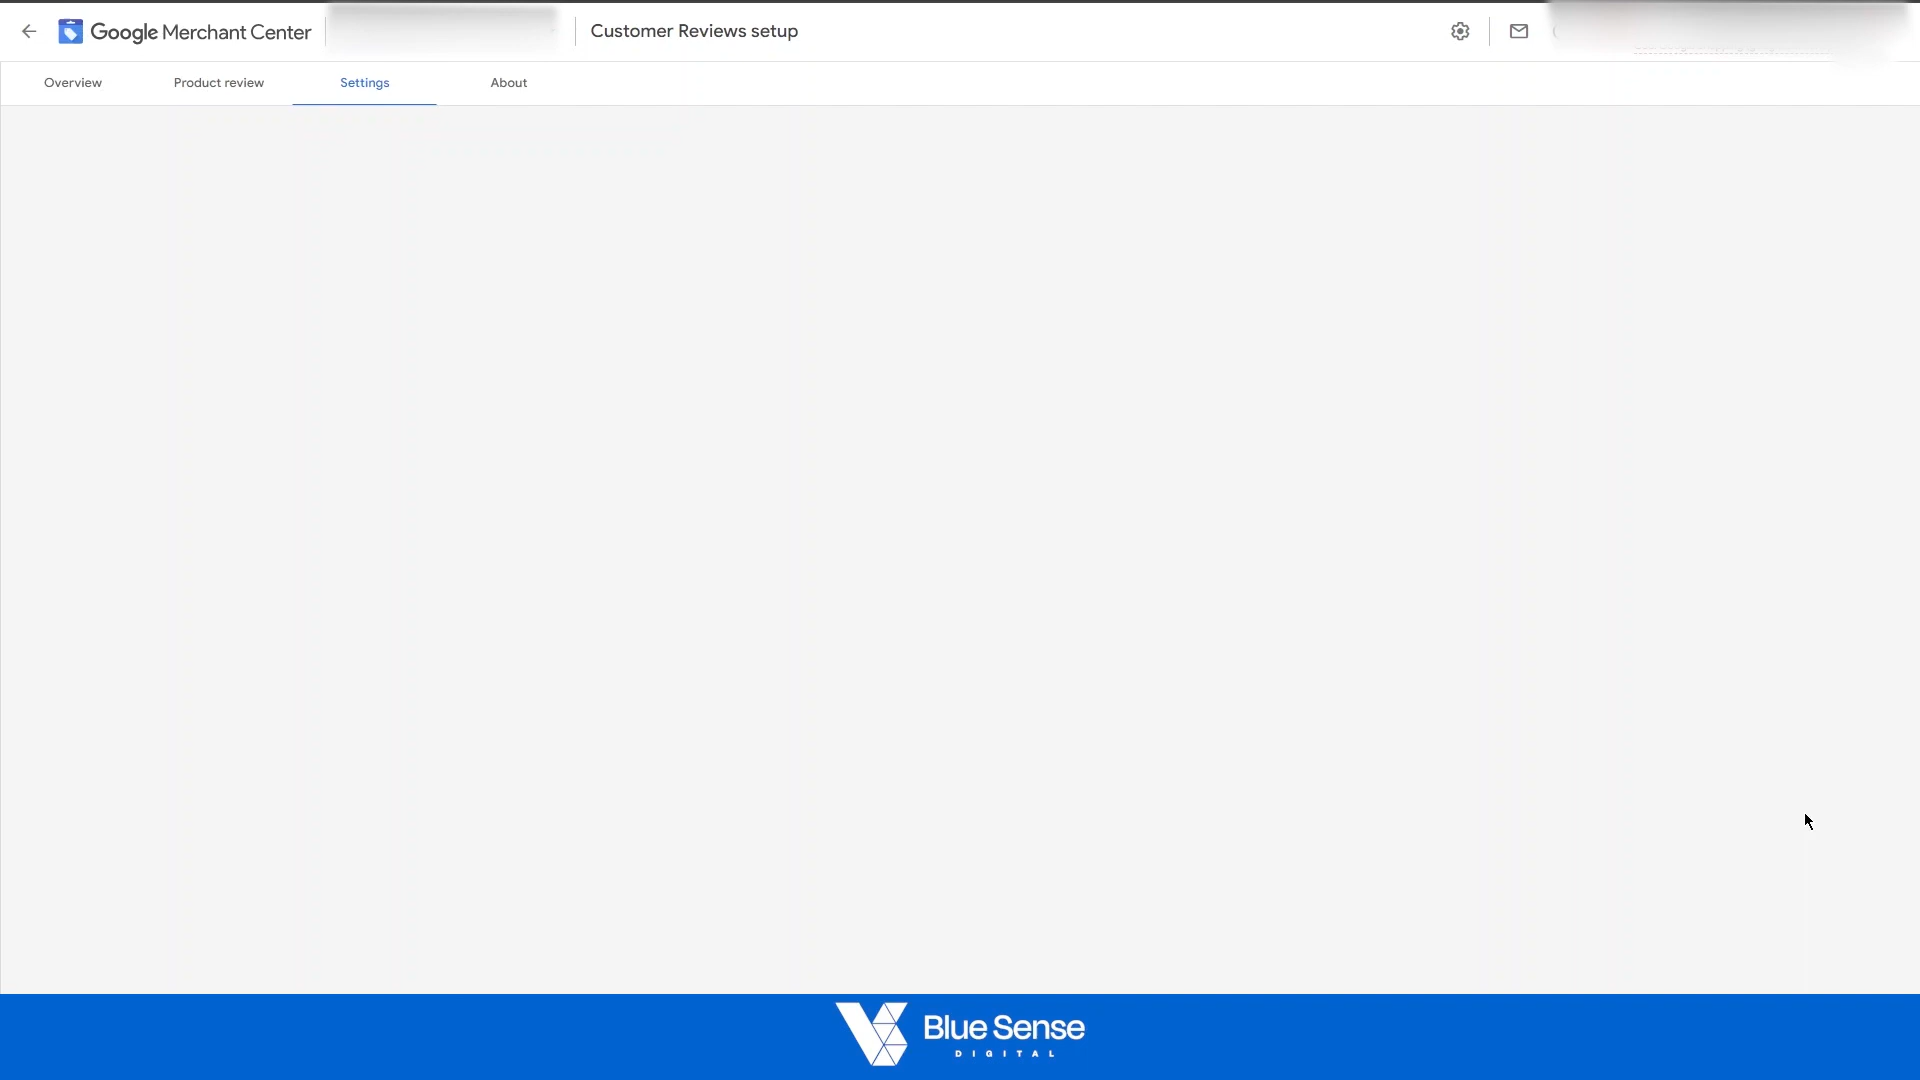 Google Merchant Center
Customer Reviews setup
Overview
Product review
Settings
About
Blue Sense
DIGITAL